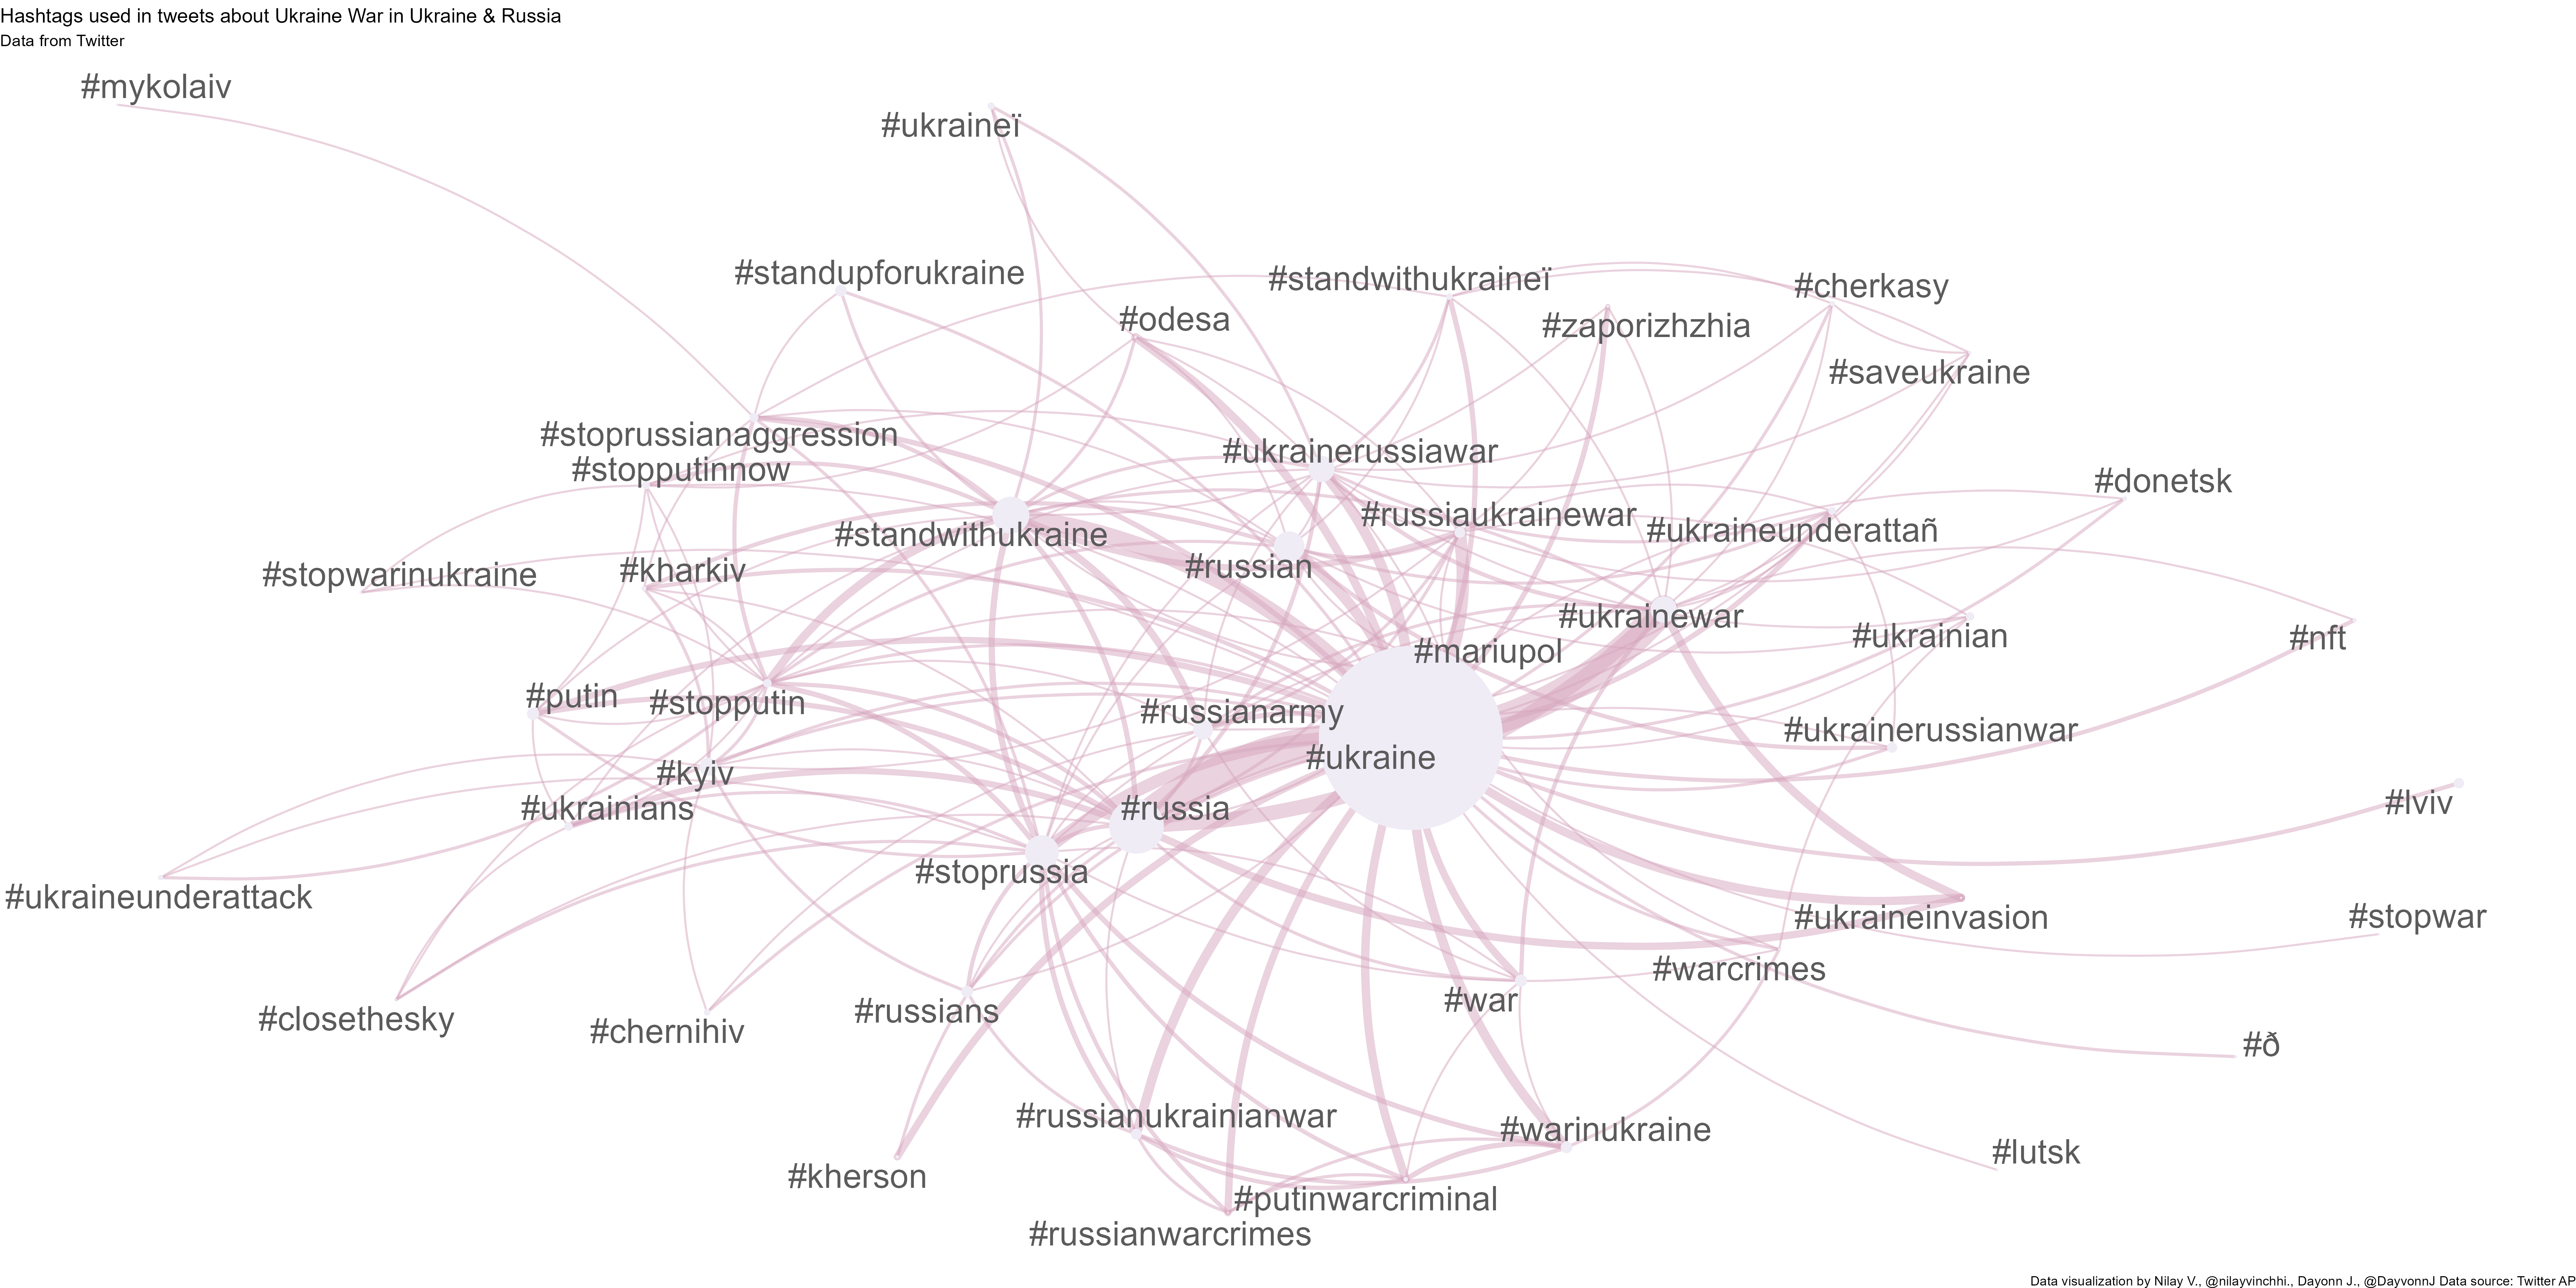 Hashtags used in tweets about Ukraine War in Ukraine & Russia
Data from Twitter
#mykolaiv
#ukraineï
#standupforukraine
#standwithukraineï
#cherkasy
#odesa
#zaporizhzhia
#saveukraine
#stoprussianaggression
#ukrainerussiawar
#stopputinnow
#donetsk
#russiaukrainewar
#standwithukraine
#ukraineunderattañ
#russian
#kharkiv
#stopwarinukraine
#ukrainewar
#ukrainian
#nft
#mariupol
#putin
#stopputin
#russianarmy
#ukrainerussianwar
#ukraine
#kyiv
#lviv
#ukrainians
#russia
#stoprussia
#ukraineunderattack
#ukraineinvasion
#stopwar
#warcrimes
#war
#russians
#closethesky
#chernihiv
#ð
#russianukrainianwar
#warinukraine
#lutsk
#kherson
#putinwarcriminal
#russianwarcrimes
Data visualization by Nilay V., @nilayvinchhi., Dayonn J., @DayvonnJ Data source: Twitter AP